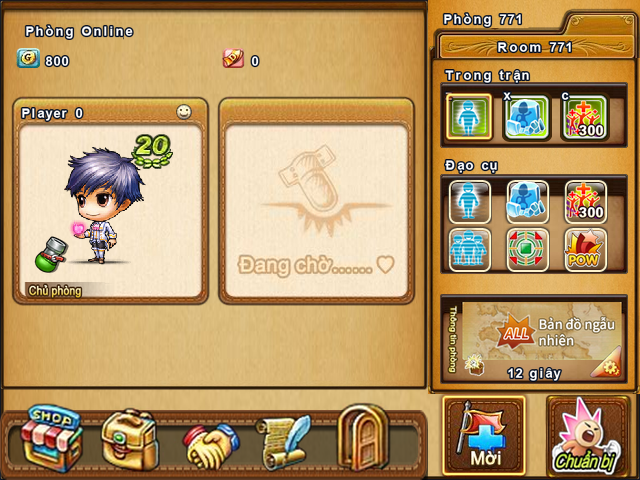 Phòng Online
800
0
Player 0
20
Chủ phòng
Đang chờ...... ♡
Phòng 771
Room 771
Trong trận
X
C
300
Đạo cụ
300
POW
Thông tin phòng
ALL
Bản đồ ngẫu
nhiên
12 giây
SHOP
Mời
Chuẩn bị